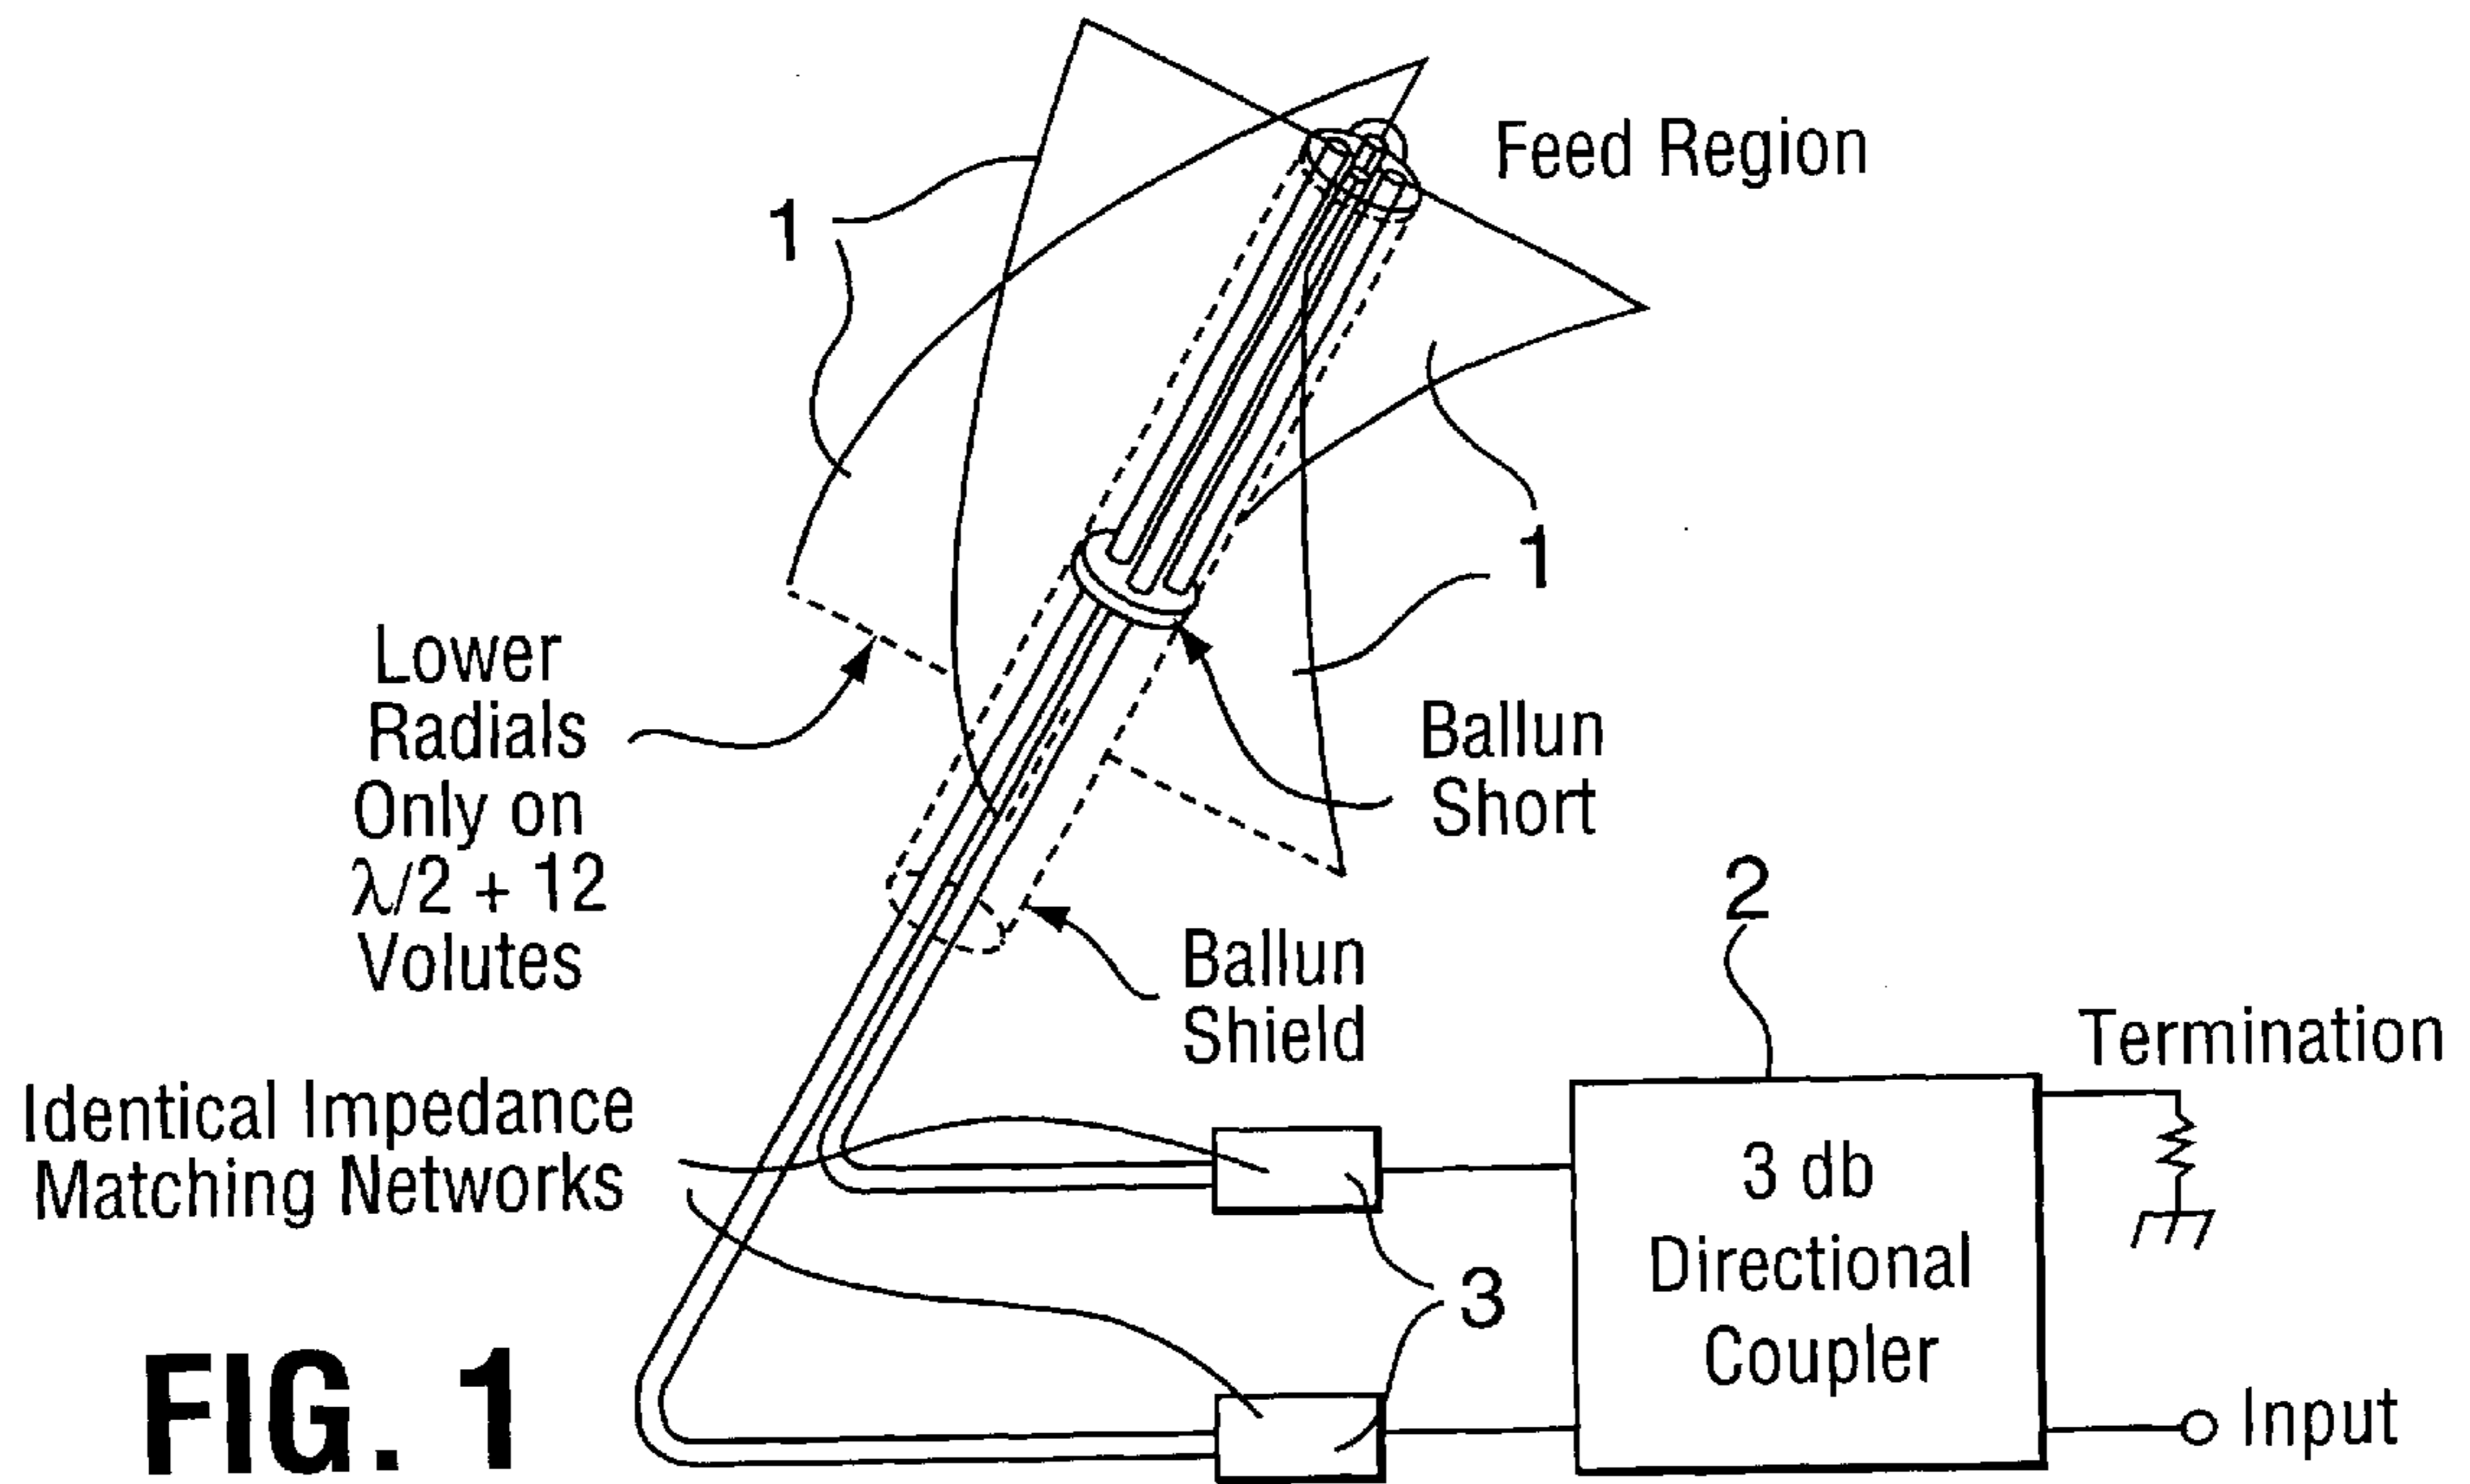 Feed Region
1
1
Lower
Radials
Only on
λ/2 + 12
Volutes
Ballun
Short
2
Ballun
Shield
Termination
Identical Impedance
Matching Networks
3 db
Directional
Coupler
3
Input
FIG. 1